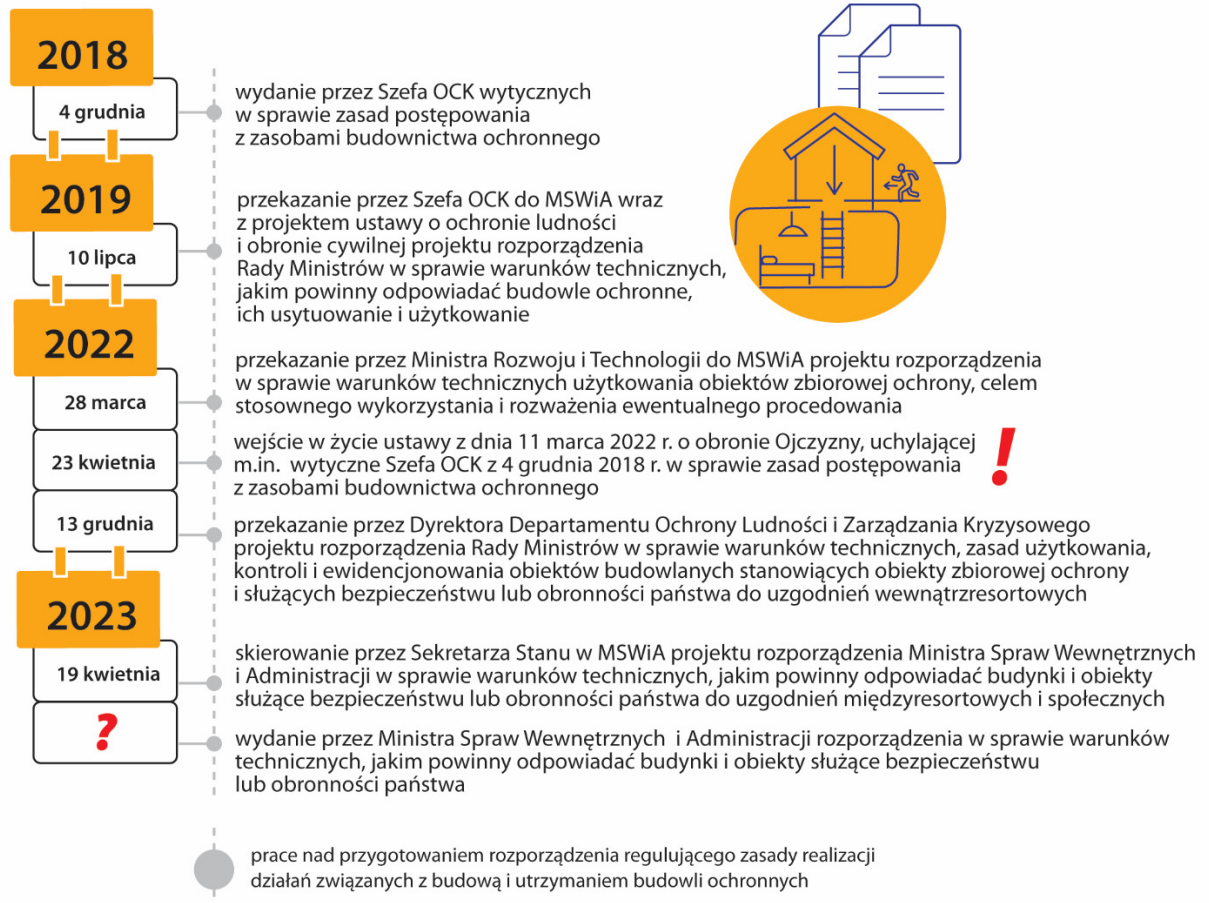 2018
4 grudnia
wydanie przez Szefa OCK wytycznych
w sprawie zasad postępowania
z zasobami budownictwa ochronnego
2019
10 lipca
przekazanie przez Szefa OCK do MSWiA wraz
z projektem ustawy o ochronie ludności
i obronie cywilnej projektu rozporządzenia
Rady Ministrów w sprawie warunków technicznych,
jakim powinny odpowiadać budowle ochronne,
ich usytuowanie i użytkowanie
2022
28 marca
przekazanie przez Ministra Rozwoju i Technologii do MSWiA projektu rozporządzenia
w sprawie warunków technicznych użytkowania obiektów zbiorowej ochrony, celem
stosownego wykorzystania i rozważenia ewentualnego procedowania
23 kwietnia
wejście w życie ustawy z dnia 11 marca 2022 r. o obronie Ojczyzny, uchylającej
m.in. wytyczne Szefa OCK z 4 grudnia 2018 r. w sprawie zasad postępowania
z zasobami budownictwa ochronnego
!
13 grudnia
przekazanie przez Dyrektora Departamentu Ochrony Ludności i Zarządzania Kryzysowego
projektu rozporządzenia Rady Ministrów w sprawie warunków technicznych, zasad użytkowania,
kontroli i ewidencjonowania obiektów budowlanych stanowiących obiekty zbiorowej ochrony
i służących bezpieczeństwu lub obronności państwa do uzgodnień wewnątrzresortowych
2023
19 kwietnia
skierowanie przez Sekretarza Stanu w MSWiA projektu rozporządzenia Ministra Spraw Wewnętrznych
i Administracji w sprawie warunków technicznych, jakim powinny odpowiadać budynki i obiekty
służące bezpieczeństwu lub obronności państwa do uzgodnień międzyresortowych i społecznych
?
wydanie przez Ministra Spraw Wewnętrznych i Administracji rozporządzenia w sprawie warunków
technicznych, jakim powinny odpowiadać budynki i obiekty służące bezpieczeństwu
lub obronności państwa
prace nad przygotowaniem rozporządzenia regulującego zasady realizacji
działań związanych z budową i utrzymaniem budowli ochronnych